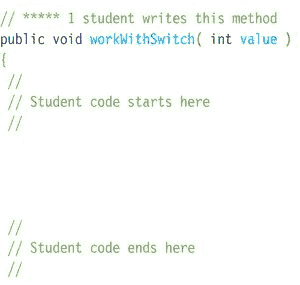 // ***** 1 student writes this method
public void workWithSwitch( int value )
{
//
// Student code starts here
//
//
// Student code ends here
//